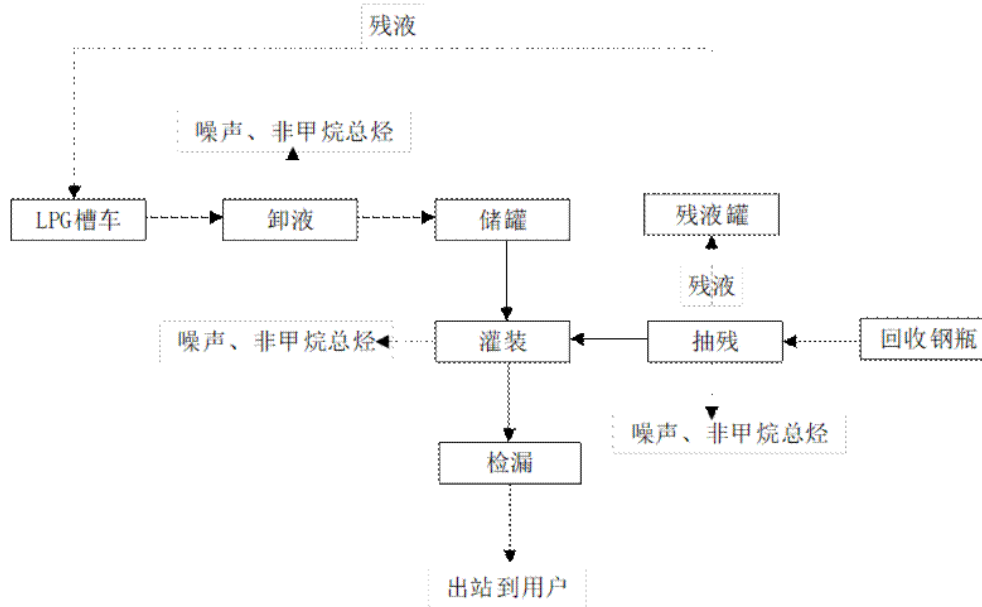 残液
噪声、非甲烷总烃
LPG槽车
卸液
储罐
残液罐
残液
噪声、非甲烷总烃
灌装
抽残
回收钢瓶
噪声、非甲烷总烃
检漏
出站到用户